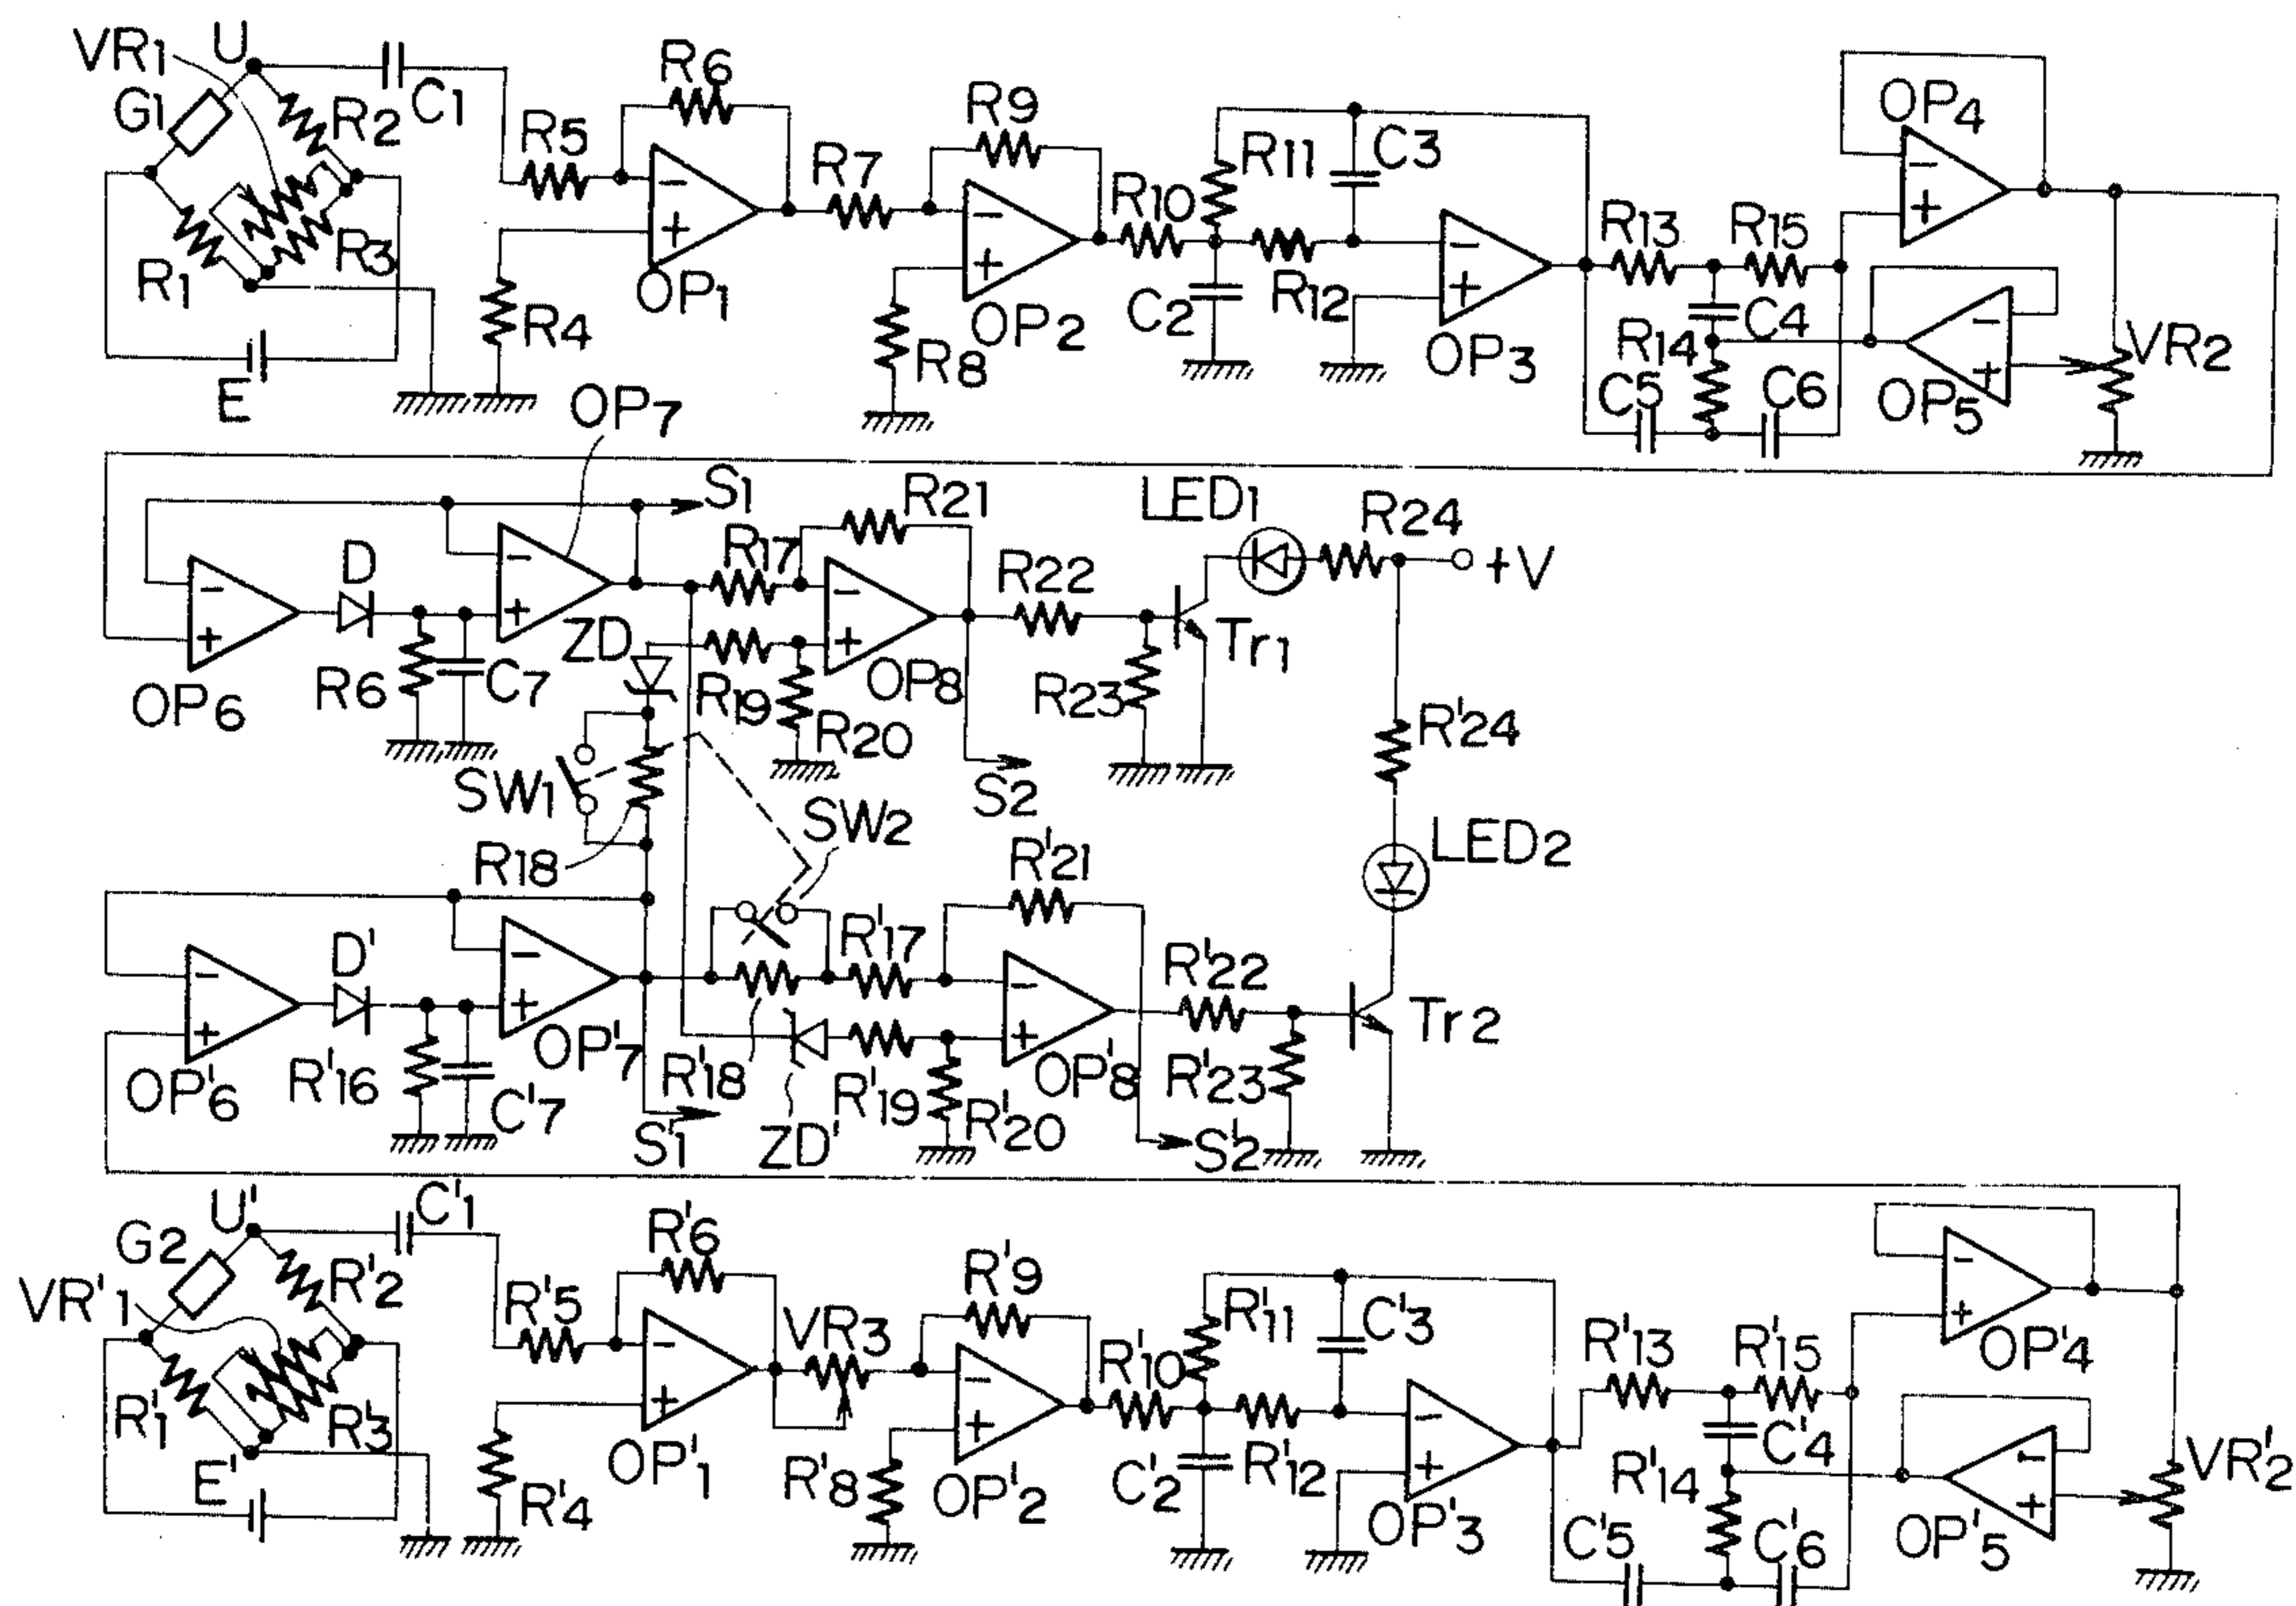 VR1 U C1 R6 R9 OP4
G1 R2 R5 R7 R11 C3
R10 R13 R15
R1 R3 R4 OP1 R8 OP2 C2 R12 OP3 R14 C4 OP5 VR2
E OP7 C5 C6
S1 R21 LED1 R24
D R17 R22 +V
OP6 R6 C7 ZD R19 R20 OP8 R23 Tr1
SW1 S2 R'24
R18 SW2 R'21 LED2
D' R'17 R'22
OP'6 R'16 C'7 OP'7 R'18 R'19 OP'8 R'23 Tr2
S'1 ZD' R'20 S'2
U' C'1 R'6 R'9
G2 R'2 R'5 VR3 R'11 C'3 OP'4
VR'1 R'10 R'13 R'15
R'1 R'3 OP'1 R'8 OP'2 C'2 R'12 OP'3 R'14 C'4 VR'2
E' R'4 C'5 C'6 OP'5